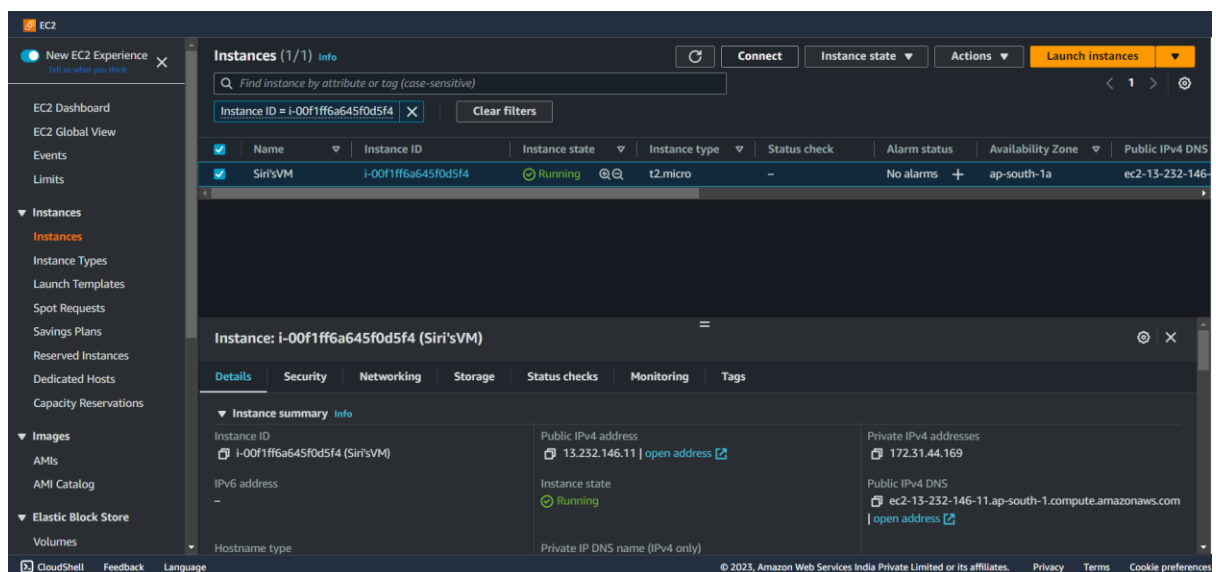 EC2
New EC2 Experience
Tell us what you think
EC2 Dashboard
EC2 Global View
Events
Limits
Instances
Instances
Instance Types
Launch Templates
Spot Requests
Savings Plans
Reserved Instances
Dedicated Hosts
Capacity Reservations
Images
AMIs
AMI Catalog
Elastic Block Store
Volumes
Instances (1/1) Info
Connect Instance state Actions Launch instances
Find instance by attribute or tag (case-sensitive)
1
Instance ID = i-00f1ff6a645f0d5f4 Clear filters
Name Instance ID Instance state Instance type Status check Alarm status Availability Zone Public IPv4 DNS
Siri'sVM i-00f1ff6a645f0d5f4 Running t2.micro – No alarms + ap-south-1a ec2-13-232-146-
Instance: i-00f1ff6a645f0d5f4 (Siri'sVM)
Details Security Networking Storage Status checks Monitoring Tags
Instance summary Info
Instance ID Public IPv4 address Private IPv4 addresses
i-00f1ff6a645f0d5f4 (Siri'sVM) 13.232.146.11 | open address 172.31.44.169
IPv6 address Instance state Public IPv4 DNS
– Running ec2-13-232-146-11.ap-south-1.compute.amazonaws.com
| open address
Hostname type Private IP DNS name (IPv4 only)
CloudShell Feedback Language © 2023, Amazon Web Services India Private Limited or its affiliates. Privacy Terms Cookie preferences